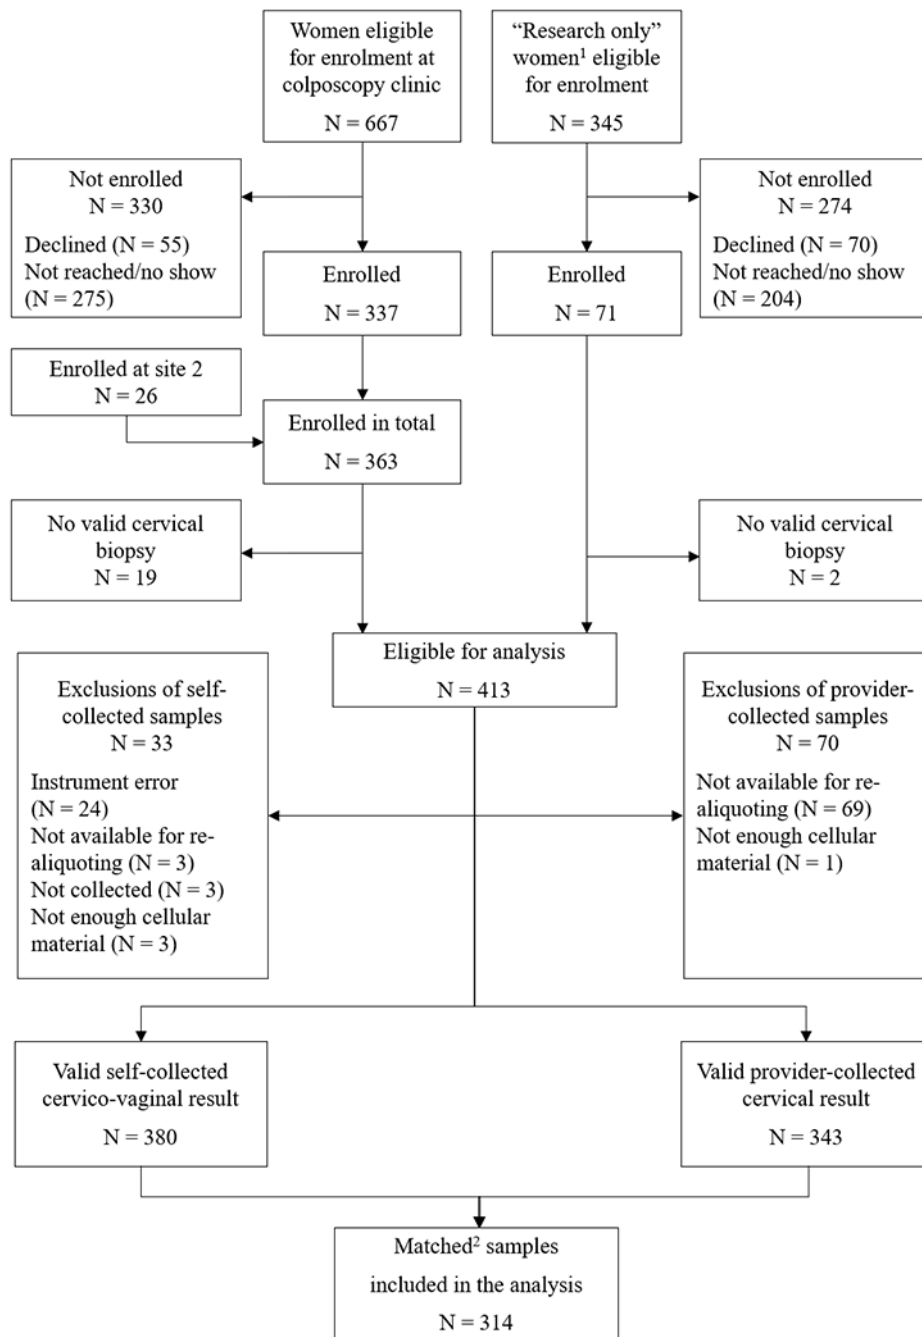 Women eligible
for enrolment at
colposcopy clinic
N = 667
“Research only”
women¹ eligible
for enrolment
N = 345
Not enrolled
N = 330
Declined (N = 55)
Not reached/no show
(N = 275)
Not enrolled
N = 274
Declined (N = 70)
Not reached/no show
(N = 204)
Enrolled
N = 337
Enrolled
N = 71
Enrolled at site 2
N = 26
Enrolled in total
N = 363
No valid cervical
biopsy
N = 19
No valid cervical
biopsy
N = 2
Eligible for analysis
N = 413
Exclusions of self-
collected samples
N = 33
Instrument error
(N = 24)
Not available for re-
aliquoting (N = 3)
Not collected (N = 3)
Not enough cellular
material (N = 3)
Exclusions of provider-
collected samples
N = 70
Not available for re-
aliquoting (N = 69)
Not enough cellular
material (N = 1)
Valid self-collected
cervico-vaginal result
N = 380
Valid provider-collected
cervical result
N = 343
Matched² samples
included in the analysis
N = 314